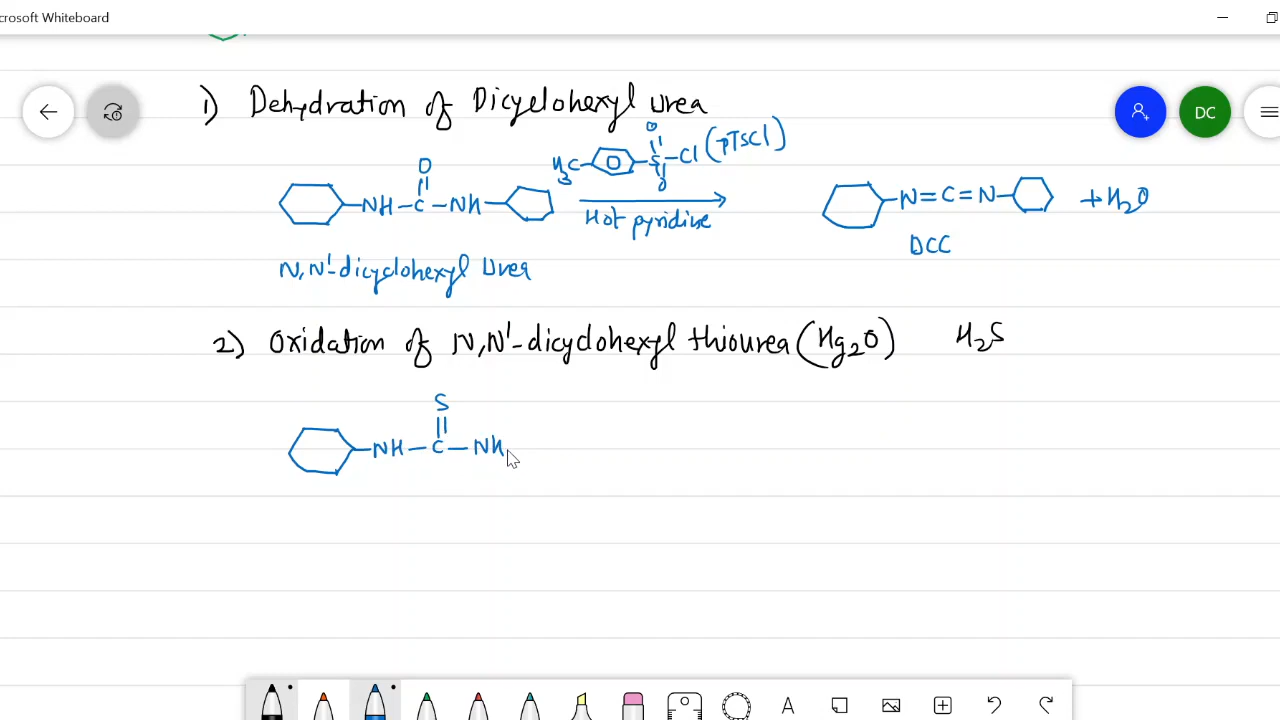 crosoft Whiteboard
DC
1) Dehydration of Dicyclohexyl urea
H3C S Cl (pTsCl)
O
O
O
NH - C - NH
Hot pyridine
N = C = N + H2O
DCC
N,N'-dicyclohexyl Urea
2) Oxidation of N,N'-dicyclohexyl thiourea (Hg2O) H2S
S
NH - C - NH
A